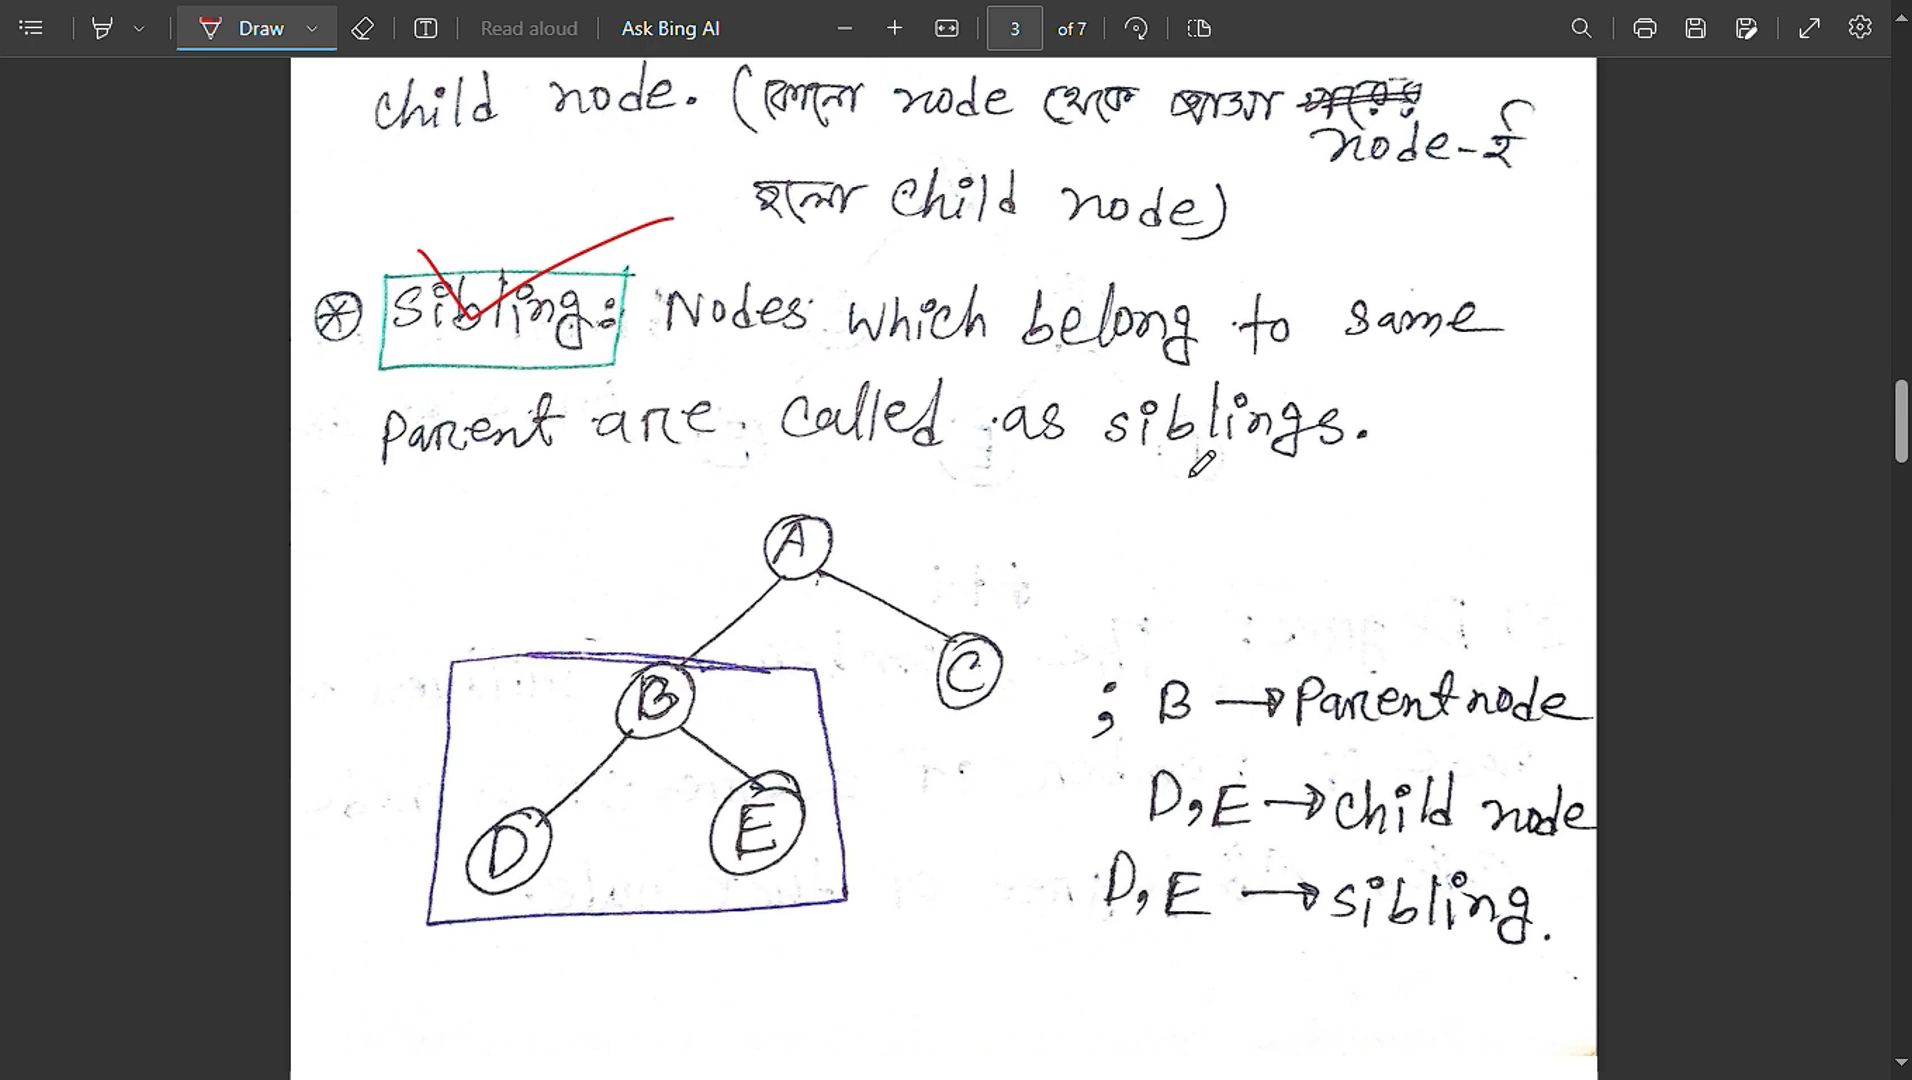 Draw
Read aloud
Ask Bing AI
3 of 7
child node. (কোনো node থেকে আসা
node-ই
হলো child node)
Sibling: Nodes which belong to same
parent are called as siblings.
A
B
C
D
E
; B → Parent node
D, E → child node
D, E → sibling.